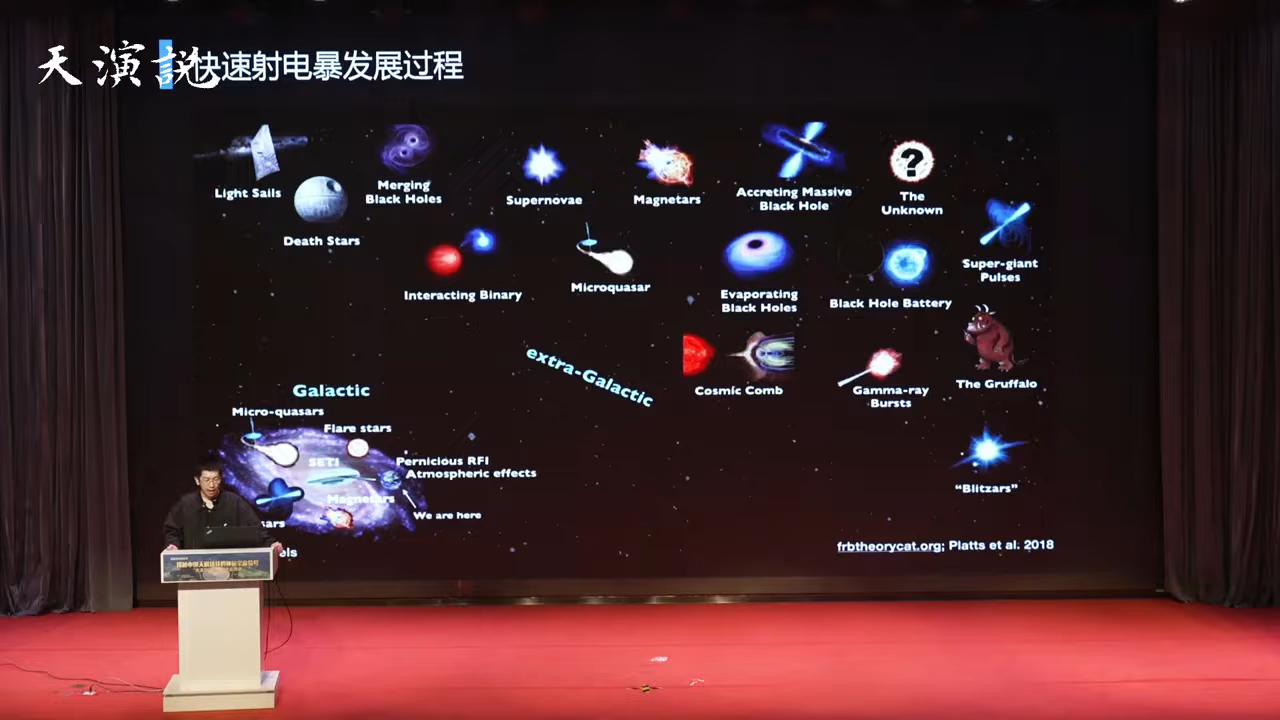 天演説
快速射电暴发展过程
Light Sails
Death Stars
Merging
Black Holes
Supernovae
Magnetars
Accreting Massive
Black Hole
The
Unknown
Super-giant
Pulses
Interacting Binary
Microquasar
Evaporating
Black Holes
Black Hole Battery
extra-Galactic
Cosmic Comb
Gamma-ray
Bursts
The Gruffalo
Galactic
Micro-quasars
Flare stars
SETI
Pernicious RFI
Atmospheric effects
Magnetars
We are here
“Blitzars”
frbtheorycat.org; Platts et al. 2018